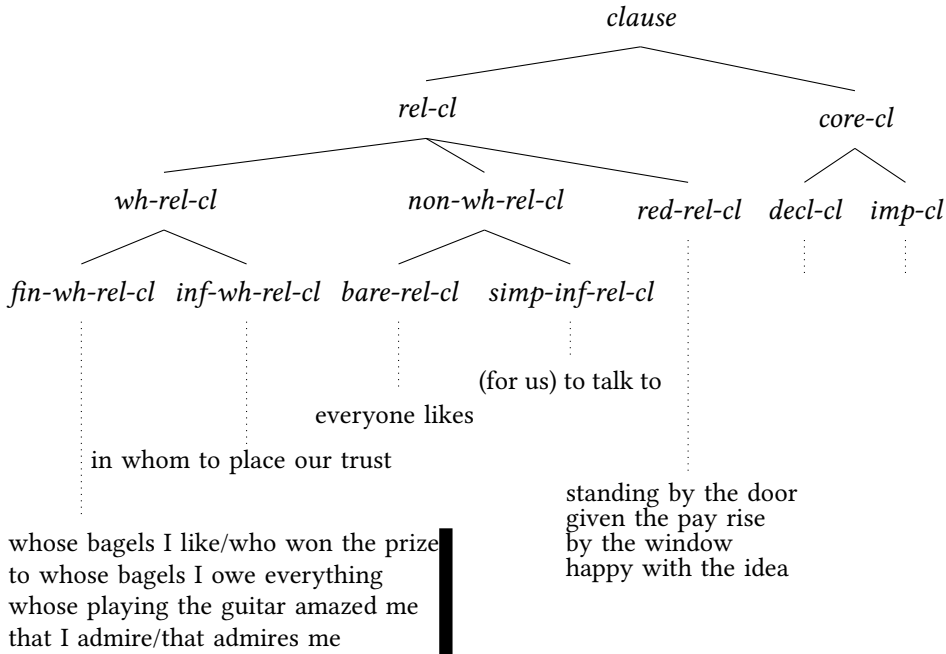 clause
rel-cl
core-cl
wh-rel-cl
non-wh-rel-cl
red-rel-cl
decl-cl
imp-cl
fin-wh-rel-cl
inf-wh-rel-cl
bare-rel-cl
simp-inf-rel-cl
(for us) to talk to
everyone likes
in whom to place our trust
standing by the door
given the pay rise
by the window
happy with the idea
whose bagels I like/who won the prize
to whose bagels I owe everything
whose playing the guitar amazed me
that I admire/that admires me